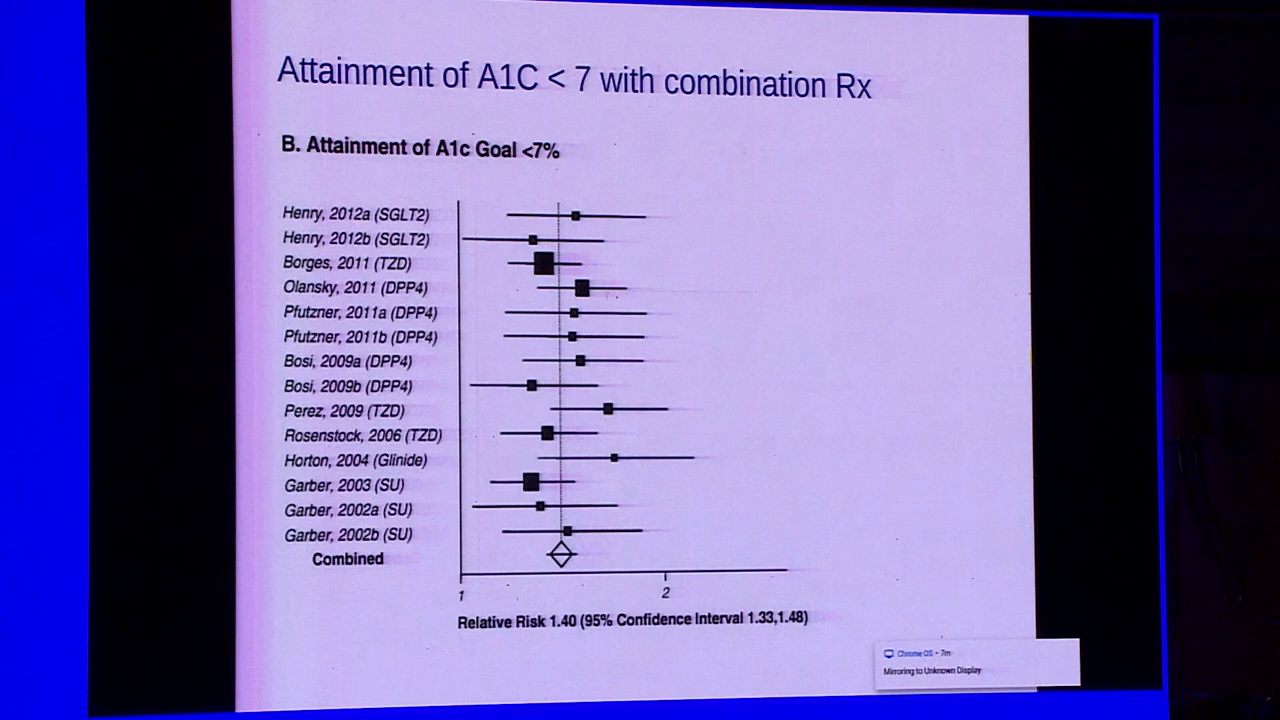 Attainment of A1C < 7 with combination Rx
B. Attainment of A1c Goal <7%
Henry, 2012a (SGLT2)
Henry, 2012b (SGLT2)
Borges, 2011 (TZD)
Olansky, 2011 (DPP4)
Pfutzner, 2011a (DPP4)
Pfutzner, 2011b (DPP4)
Bosi, 2009a (DPP4)
Bosi, 2009b (DPP4)
Perez, 2009 (TZD)
Rosenstock, 2006 (TZD)
Horton, 2004 (Glinide)
Garber, 2003 (SU)
Garber, 2002a (SU)
Garber, 2002b (SU)
Combined
1 2
Relative Risk 1.40 (95% Confidence Interval 1.33,1.48)
Chrome OS • 7m
Mirroring to Unknown Display